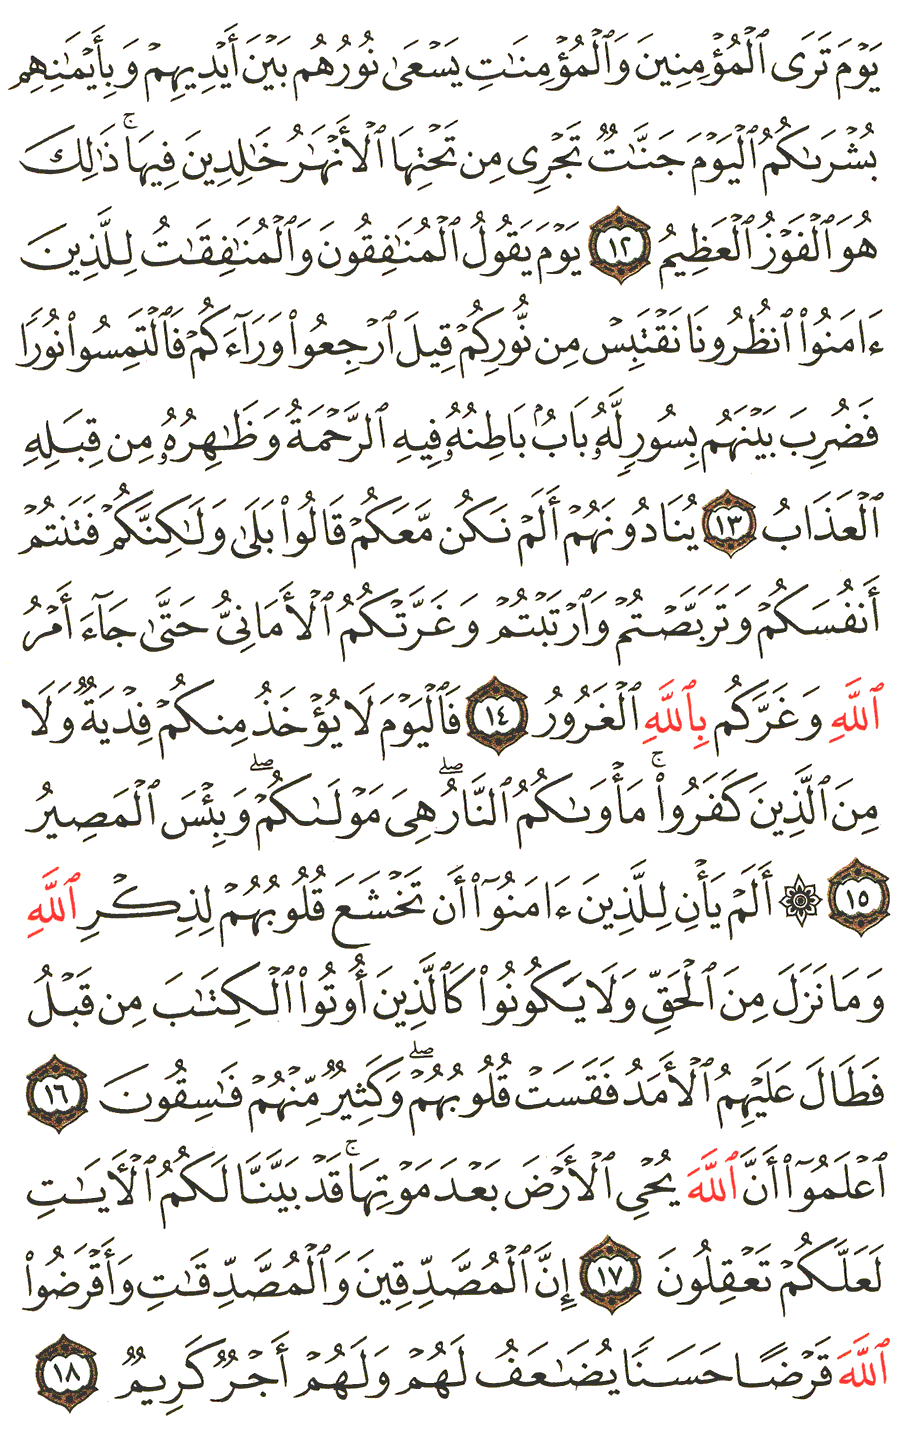 يَوْمَ تَرَى ٱلْمُؤْمِنِينَ وَٱلْمُؤْمِنَٰتِ يَسْعَىٰ نُورُهُم بَيْنَ أَيْدِيهِمْ وَبِأَيْمَٰنِهِم
بُشْرَىٰكُمُ ٱلْيَوْمَ جَنَّٰتٌ تَجْرِى مِن تَحْتِهَا ٱلْأَنْهَٰرُ خَٰلِدِينَ فِيهَا ۚ ذَٰلِكَ
هُوَ ٱلْفَوْزُ ٱلْعَظِيمُ ١٢ يَوْمَ يَقُولُ ٱلْمُنَٰفِقُونَ وَٱلْمُنَٰفِقَٰتُ لِلَّذِينَ
ءَامَنُوا۟ ٱنظُرُونَا نَقْتَبِسْ مِن نُّورِكُمْ قِيلَ ٱرْجِعُوا۟ وَرَآءَكُمْ فَٱلْتَمِسُوا۟ نُورًا
فَضُرِبَ بَيْنَهُم بِسُورٍ لَّهُۥ بَابٌۢ بَاطِنُهُۥ فِيهِ ٱلرَّحْمَةُ وَظَٰهِرُهُۥ مِن قِبَلِهِ
ٱلْعَذَابُ ١٣ يُنَادُونَهُمْ أَلَمْ نَكُن مَّعَكُمْ قَالُوا۟ بَلَىٰ وَلَٰكِنَّكُمْ فَتَنتُمْ
أَنفُسَكُمْ وَتَرَبَّصْتُمْ وَٱرْتَبْتُمْ وَغَرَّتْكُمُ ٱلْأَمَانِىُّ حَتَّىٰ جَآءَ أَمْرُ
ٱللَّهِ وَغَرَّكُم بِٱللَّهِ ٱلْغَرُورُ ١٤ فَٱلْيَوْمَ لَا يُؤْخَذُ مِنكُمْ فِدْيَةٌ وَلَا
مِنَ ٱلَّذِينَ كَفَرُوا۟ ۚ مَأْوَىٰكُمُ ٱلنَّارُ ۖ هِىَ مَوْلَىٰكُمْ ۖ وَبِئْسَ ٱلْمَصِيرُ
١٥ ۞ أَلَمْ يَأْنِ لِلَّذِينَ ءَامَنُوٓا۟ أَن تَخْشَعَ قُلُوبُهُمْ لِذِكْرِ ٱللَّهِ
وَمَا نَزَلَ مِنَ ٱلْحَقِّ وَلَا يَكُونُوا۟ كَٱلَّذِينَ أُوتُوا۟ ٱلْكِتَٰبَ مِن قَبْلُ
فَطَالَ عَلَيْهِمُ ٱلْأَمَدُ فَقَسَتْ قُلُوبُهُمْ ۖ وَكَثِيرٌ مِّنْهُمْ فَٰسِقُونَ ١٦
ٱعْلَمُوٓا۟ أَنَّ ٱللَّهَ يُحْىِ ٱلْأَرْضَ بَعْدَ مَوْتِهَا ۚ قَدْ بَيَّنَّا لَكُمُ ٱلْأٓيَٰتِ
لَعَلَّكُمْ تَعْقِلُونَ ١٧ إِنَّ ٱلْمُصَّدِّقِينَ وَٱلْمُصَّدِّقَٰتِ وَأَقْرَضُوا۟
ٱللَّهَ قَرْضًا حَسَنًا يُضَٰعَفُ لَهُمْ وَلَهُمْ أَجْرٌ كَرِيمٌ ١٨